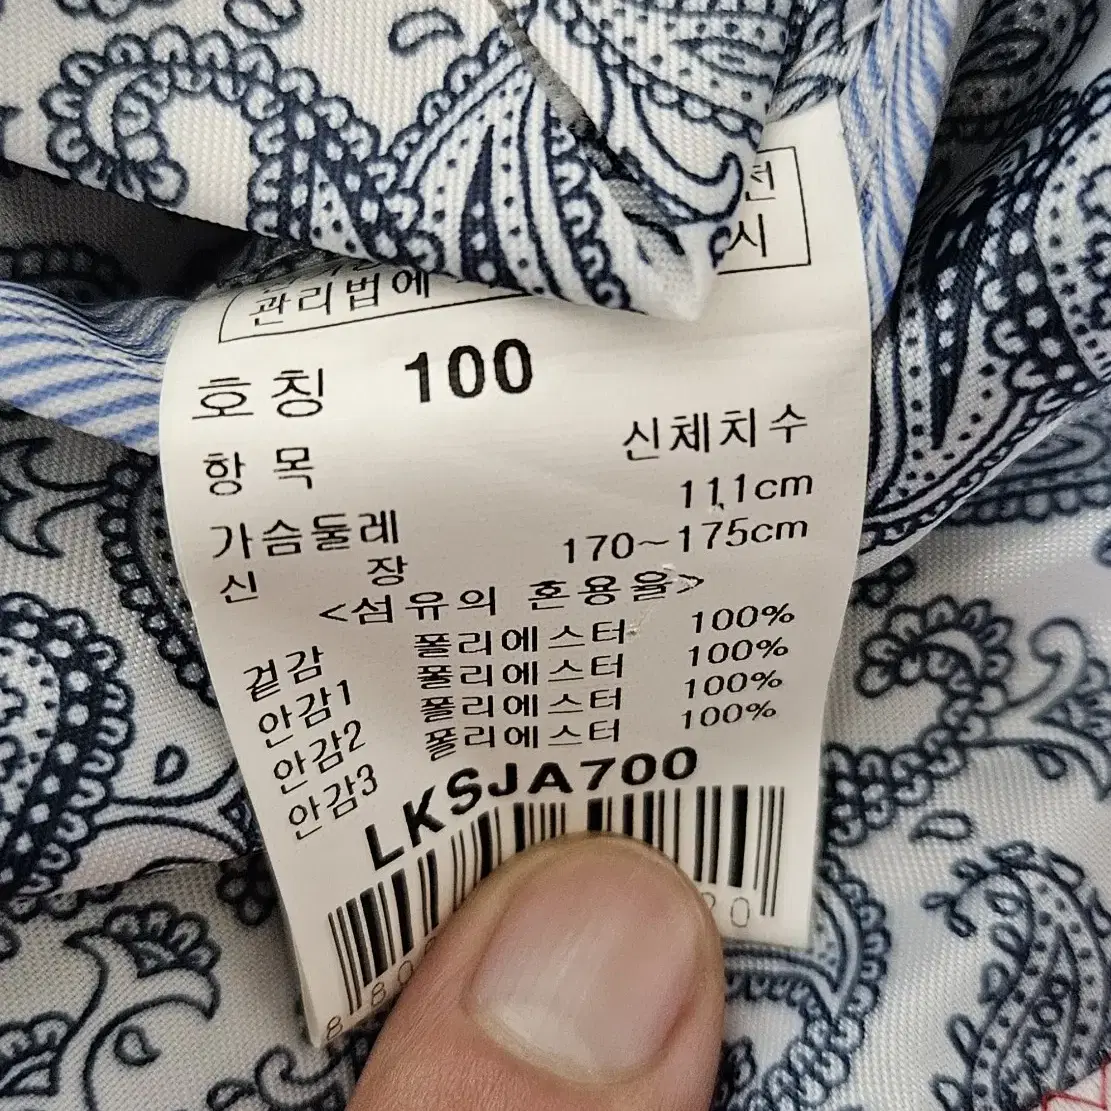 관리법에
호칭 100
항목 신체치수
가슴둘레 111cm
신장 170~175cm
<섬유의 혼용율>
겉감 폴리에스터 100%
안감1 폴리에스터 100%
안감2 폴리에스터 100%
안감3 폴리에스터 100%
LKSJA700